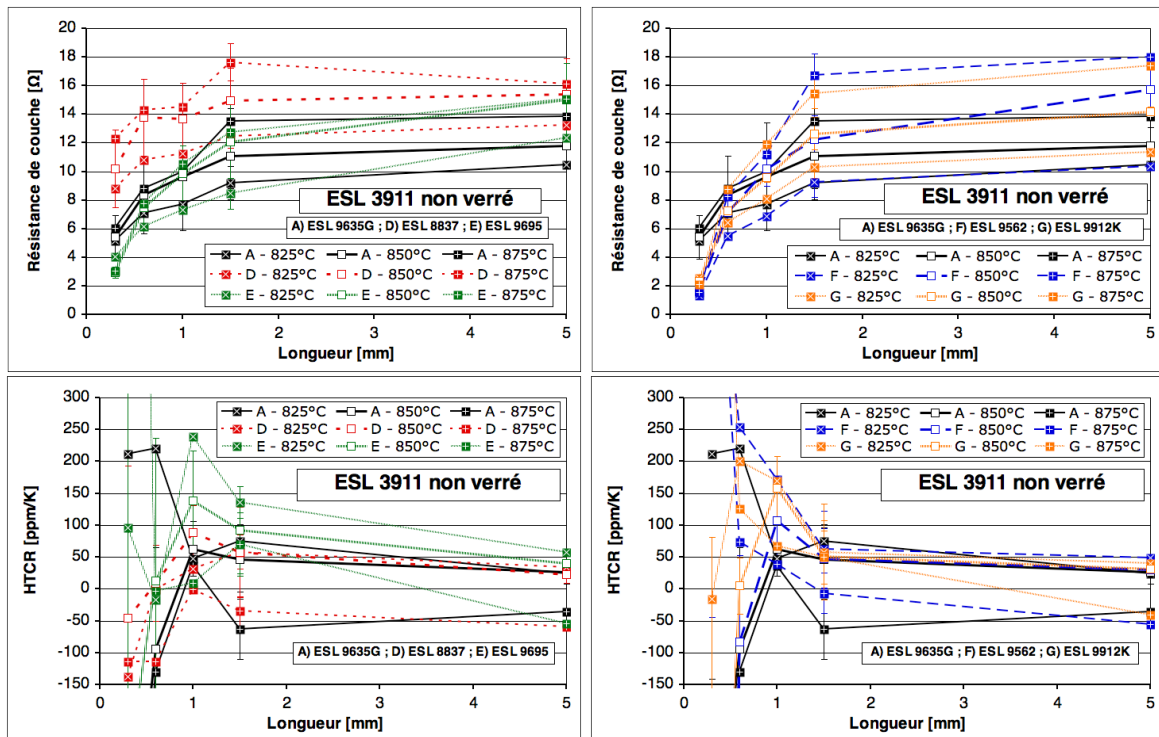 20
18
16
14
12
10
8
6
4
2
0
Résistance de couche [Ω]
ESL 3911 non verré
A) ESL 9635G ; D) ESL 8837 ; E) ESL 9695
A - 825°C A - 850°C A - 875°C
D - 825°C D - 850°C D - 875°C
E - 825°C E - 850°C E - 875°C
0 1 2 3 4 5
Longueur [mm]
20
18
16
14
12
10
8
6
4
2
0
Résistance de couche [Ω]
ESL 3911 non verré
A) ESL 9635G ; F) ESL 9562 ; G) ESL 9912K
A - 825°C A - 850°C A - 875°C
F - 825°C F - 850°C F - 875°C
G - 825°C G - 850°C G - 875°C
0 1 2 3 4 5
Longueur [mm]
300
250
200
150
100
50
0
-50
-100
-150
HTCR [ppm/K]
A - 825°C A - 850°C A - 875°C
D - 825°C D - 850°C D - 875°C
E - 825°C E - 850°C E - 875°C
ESL 3911 non verré
A) ESL 9635G ; D) ESL 8837 ; E) ESL 9695
0 1 2 3 4 5
Longueur [mm]
300
250
200
150
100
50
0
-50
-100
-150
HTCR [ppm/K]
A - 825°C A - 850°C A - 875°C
F - 825°C F - 850°C F - 875°C
G - 825°C G - 850°C G - 875°C
ESL 3911 non verré
A) ESL 9635G ; F) ESL 9562 ; G) ESL 9912K
0 1 2 3 4 5
Longueur [mm]